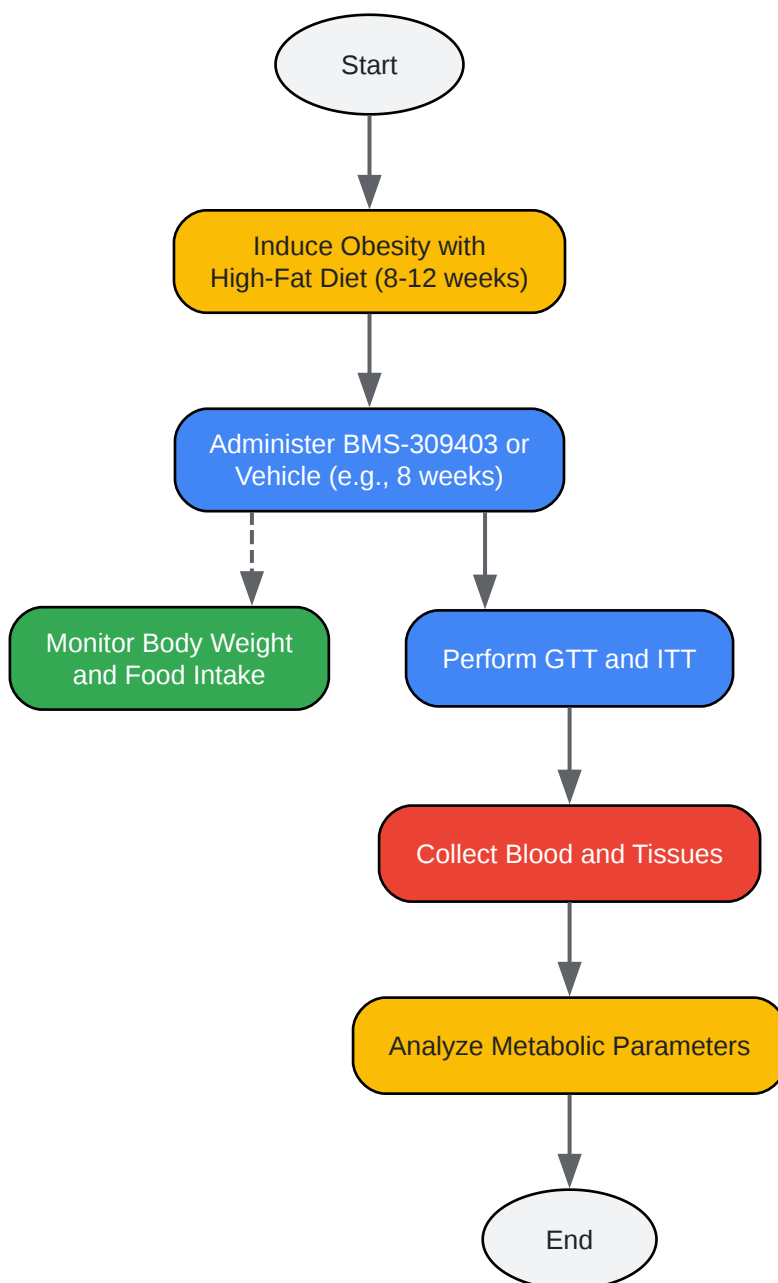 Start
Induce Obesity with
High-Fat Diet (8-12 weeks)
Administer BMS-309403 or
Vehicle (e.g., 8 weeks)
Monitor Body Weight
and Food Intake
Perform GTT and ITT
Collect Blood and Tissues
Analyze Metabolic Parameters
End